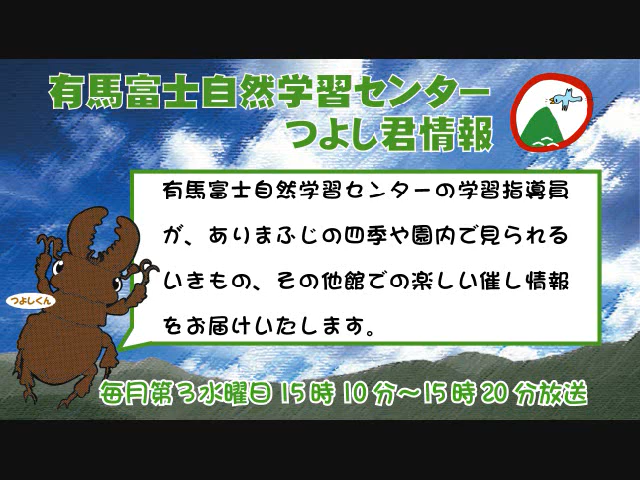 有馬富士自然学習センター
つよし君情報
有馬富士自然学習センターの学習指導員
が、ありまふじの四季や園内で見られる
いきもの、その他館での楽しい催し情報
をお届けいたします。
つよしくん
毎月第3水曜日15時10分～15時20分放送